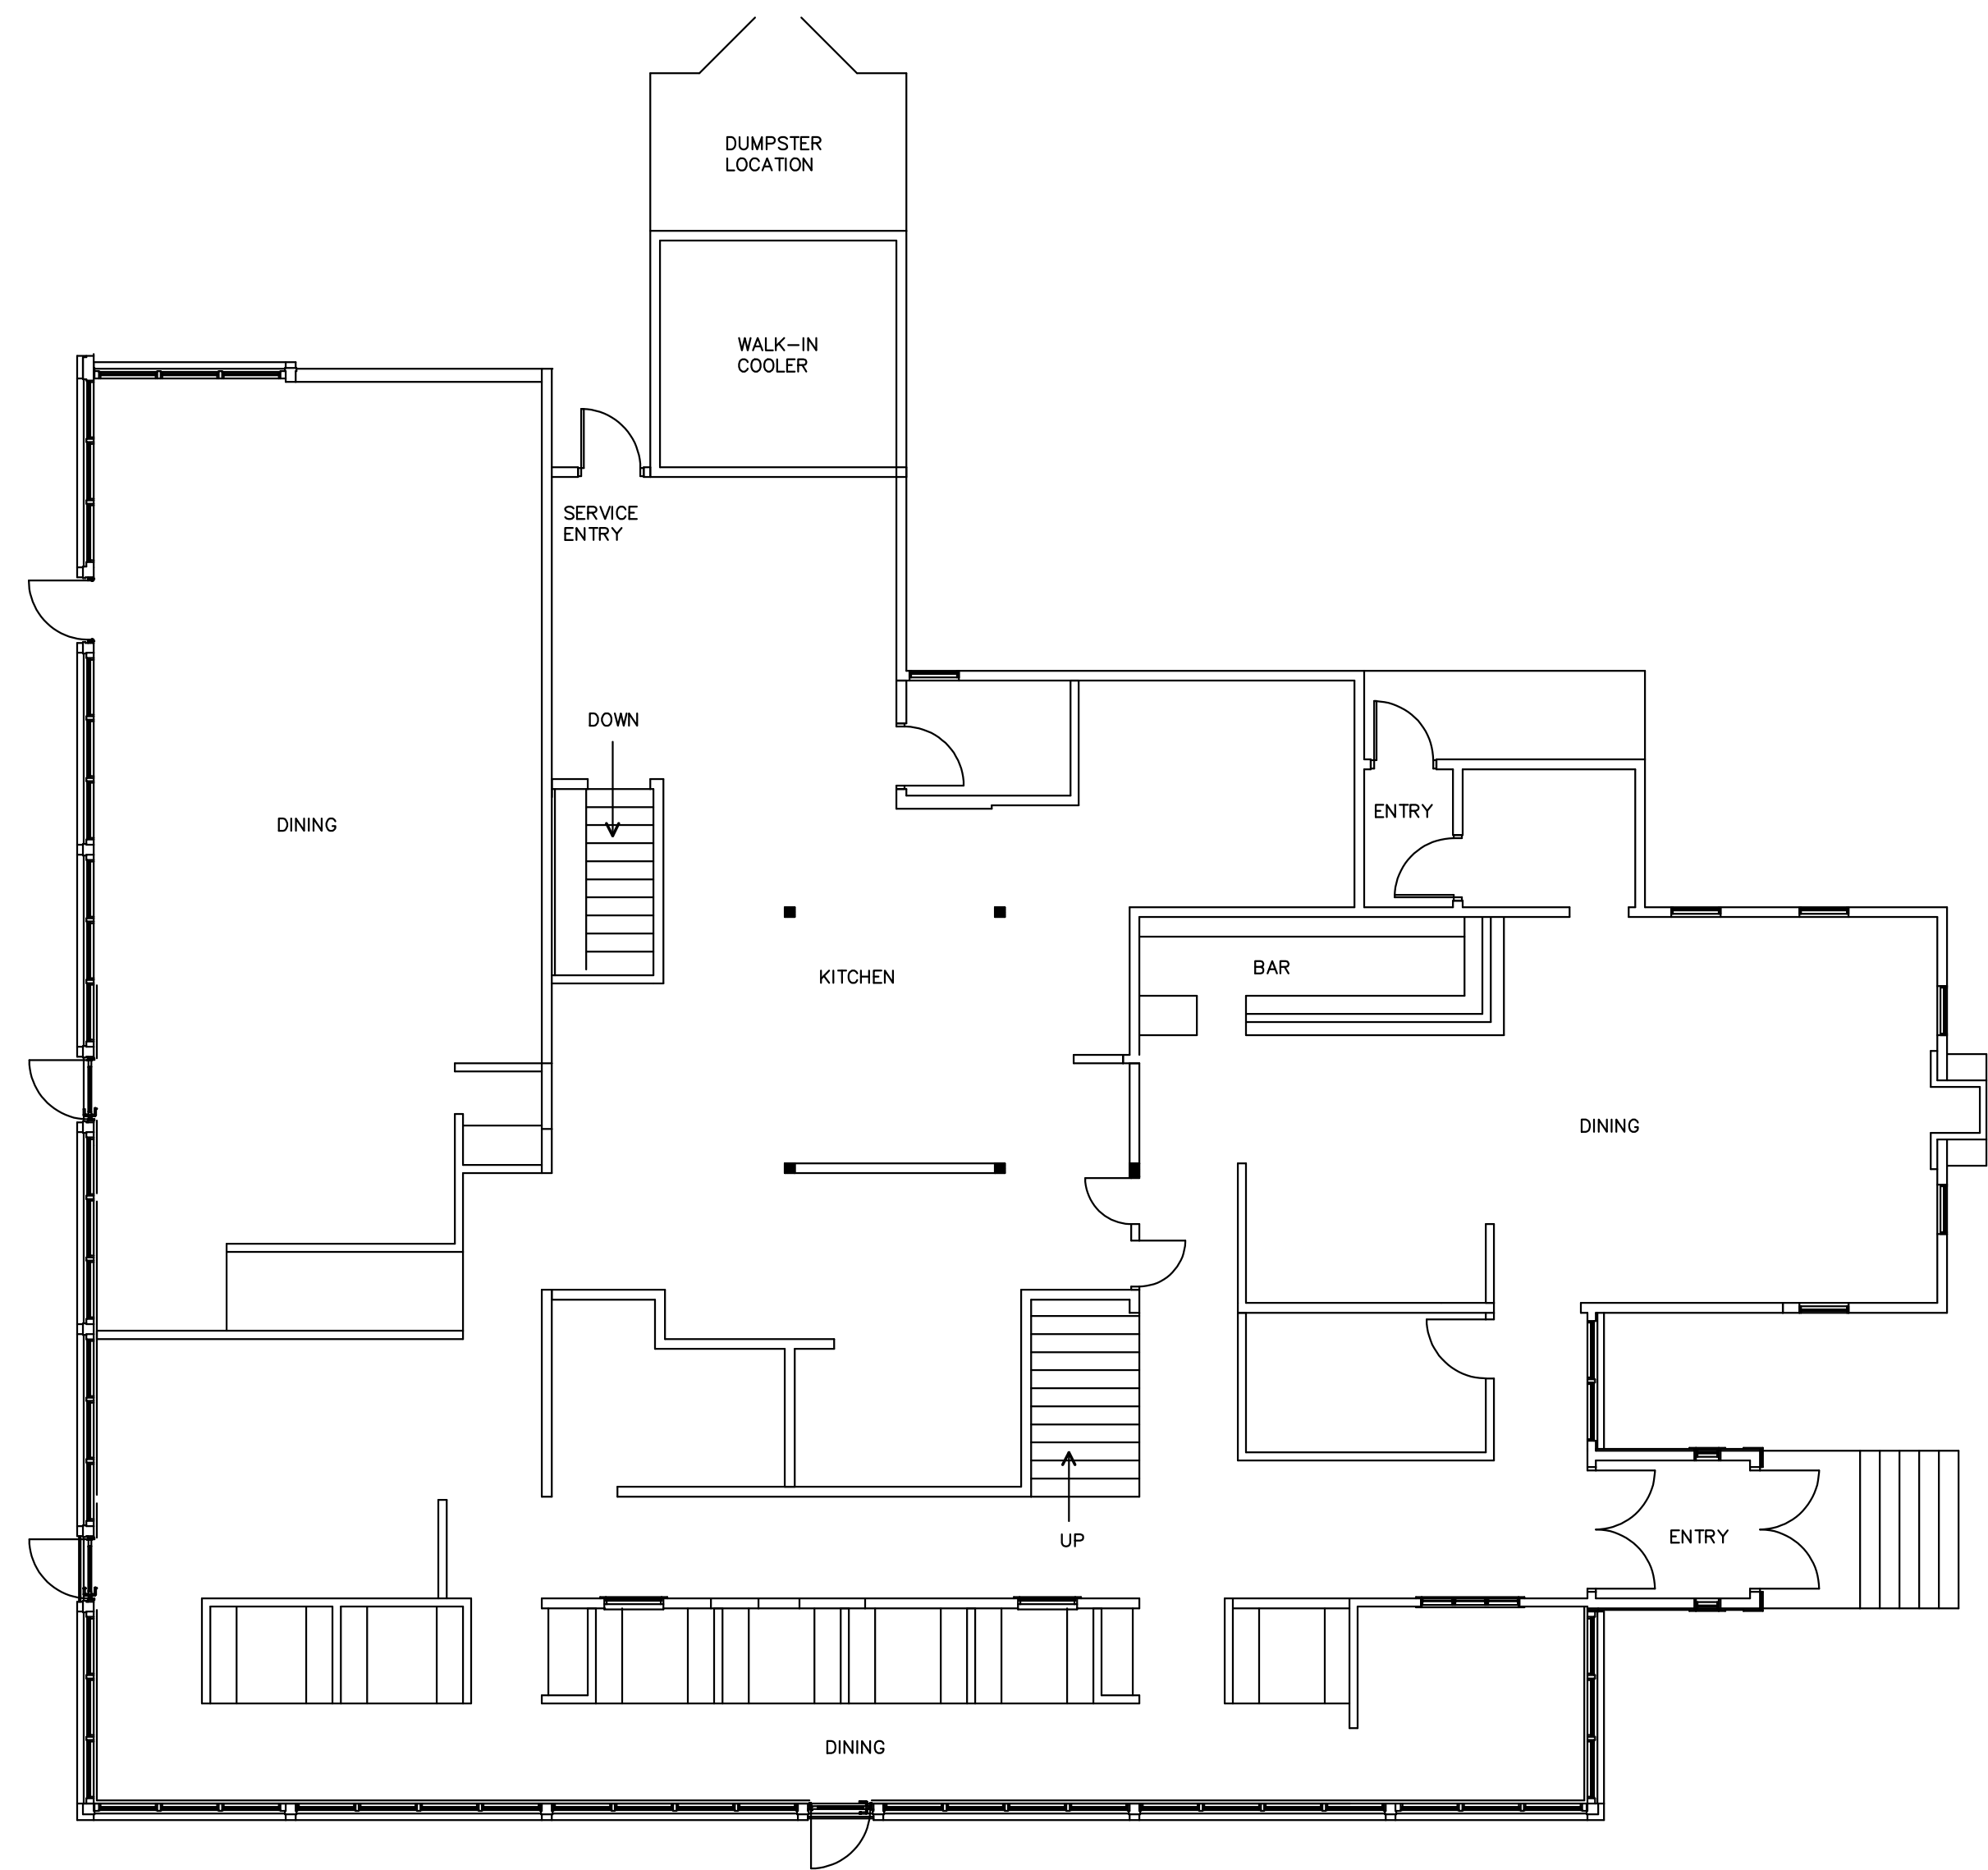 DUMPSTER
LOCATION
WALK-IN
COOLER
SERVICE
ENTRY
DOWN
DINING
ENTRY
KITCHEN
BAR
DINING
UP
ENTRY
DINING